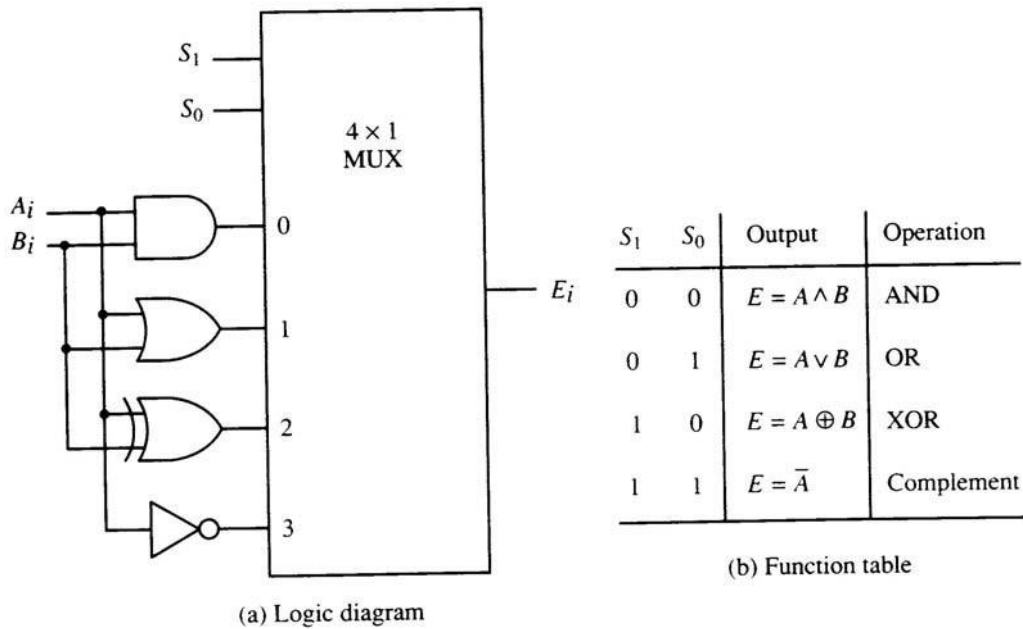 S₁
S₀
4 × 1
MUX
Aᵢ
Bᵢ
0
1
2
3
Eᵢ
(a) Logic diagram
S₁ S₀ Output Operation
0 0 E = A ∧ B AND
0 1 E = A ∨ B OR
1 0 E = A ⊕ B XOR
1 1 E = A̅ Complement
(b) Function table